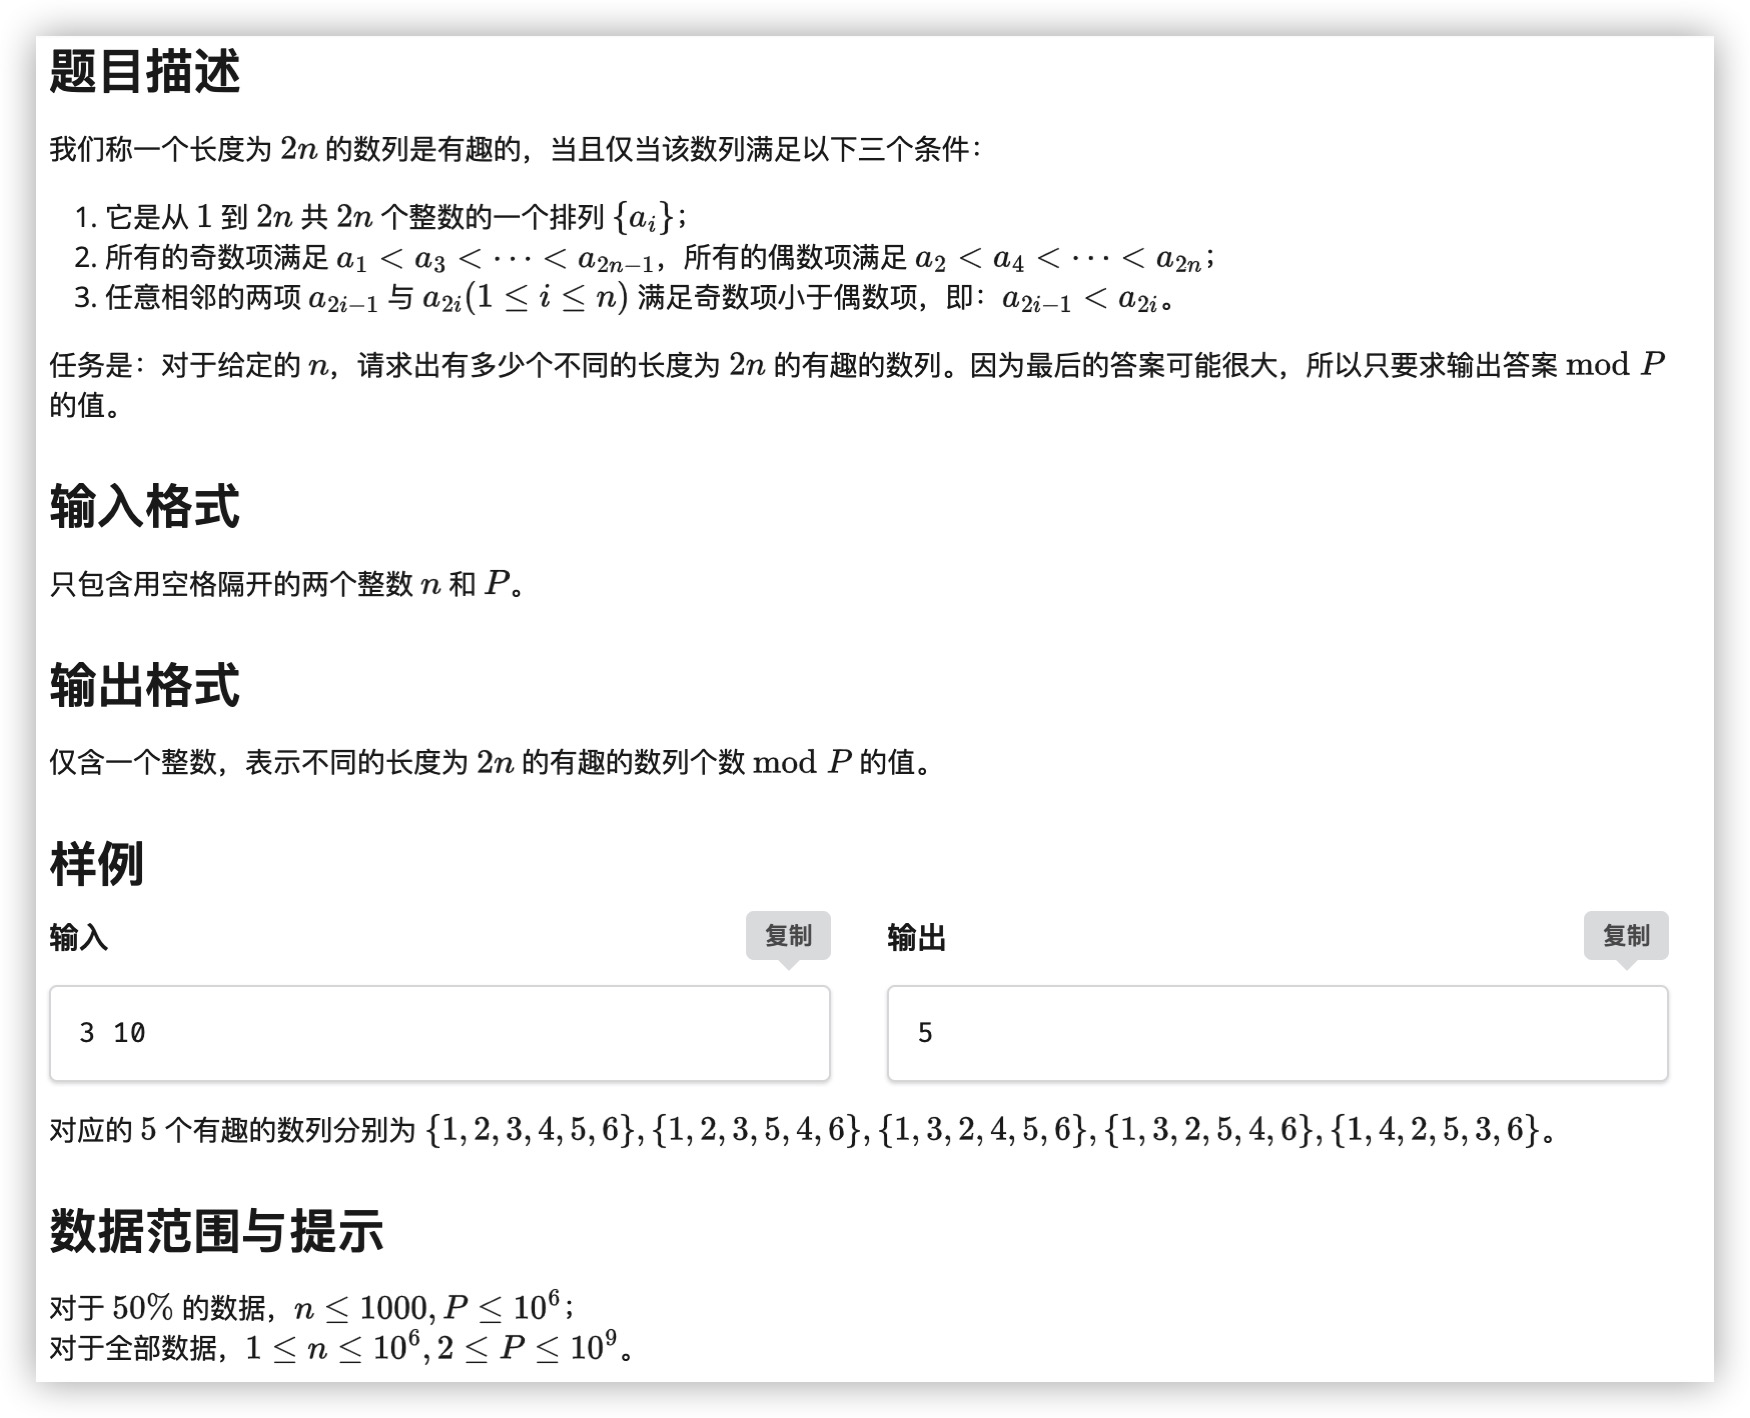 题目描述
我们称一个长度为 2n 的数列是有趣的，当且仅当该数列满足以下三个条件：
1. 它是从 1 到 2n 共 2n 个整数的一个排列 {a_i}；
2. 所有的奇数项满足 a_1 < a_3 < ⋯ < a_{2n−1}，所有的偶数项满足 a_2 < a_4 < ⋯ < a_{2n}；
3. 任意相邻的两项 a_{2i−1} 与 a_{2i}(1 ≤ i ≤ n) 满足奇数项小于偶数项，即：a_{2i−1} < a_{2i}。
任务是：对于给定的 n，请求出有多少个不同的长度为 2n 的有趣的数列。因为最后的答案可能很大，所以只要求输出答案 mod P
的值。
输入格式
只包含用空格隔开的两个整数 n 和 P。
输出格式
仅含一个整数，表示不同的长度为 2n 的有趣的数列个数 mod P 的值。
样例
输入 复制 输出 复制
3 10 5
对应的 5 个有趣的数列分别为 {1, 2, 3, 4, 5, 6}, {1, 2, 3, 5, 4, 6}, {1, 3, 2, 4, 5, 6}, {1, 3, 2, 5, 4, 6}, {1, 4, 2, 5, 3, 6}。
数据范围与提示
对于 50% 的数据，n ≤ 1000, P ≤ 10^6；
对于全部数据，1 ≤ n ≤ 10^6, 2 ≤ P ≤ 10^9。